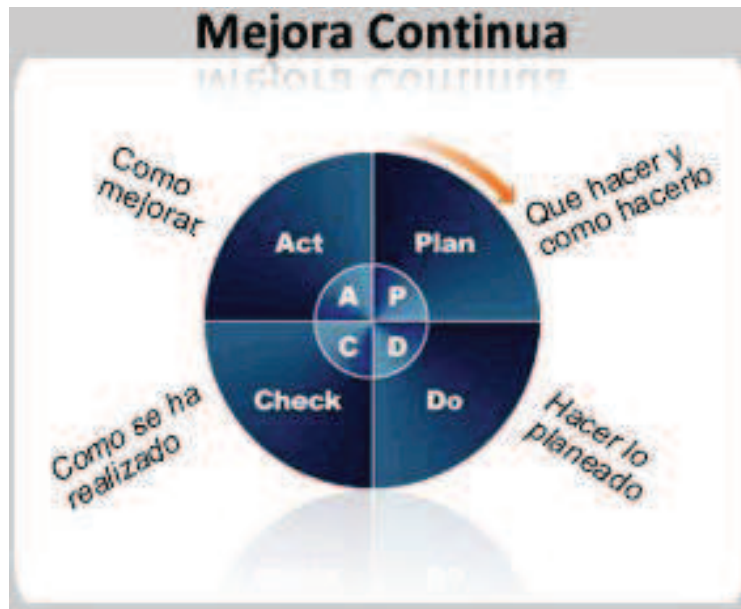 Mejora Continua
Como
mejorar
Que hacer y
como hacerlo
Act
Plan
A
P
C
D
Check
Do
Como se ha
realizado
Hacer lo
planeado